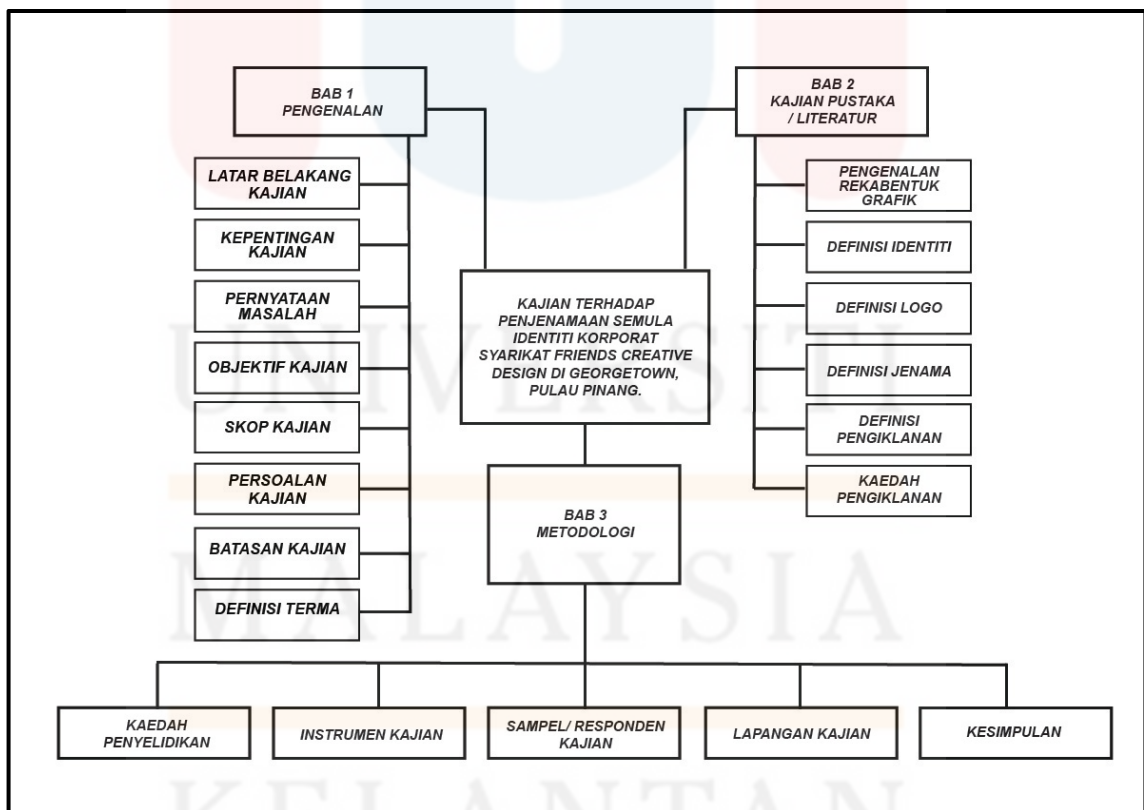 BAB 1
PENGENALAN
LATAR BELAKANG
KAJIAN
KEPENTINGAN
KAJIAN
PERNYATAAN
MASALAH
OBJEKTIF KAJIAN
SKOP KAJIAN
PERSOALAN
KAJIAN
BATASAN KAJIAN
DEFINISI TERMA
BAB 2
KAJIAN PUSTAKA
/ LITERATUR
PENGENALAN
REKABENTUK
GRAFIK
DEFINISI IDENTITI
DEFINISI LOGO
DEFINISI JENAMA
DEFINISI
PENGIKLANAN
KAEDAH
PENGIKLANAN
KAJIAN TERHADAP
PENJENAMAAN SEMULA
IDENTITI KORPORAT
SYARIKAT FRIENDS CREATIVE
DESIGN DI GEORGETOWN,
PULAU PINANG.
BAB 3
METODOLOGI
KAEDAH
PENYELIDIKAN
INSTRUMEN KAJIAN
SAMPEL/ RESPONDEN
KAJIAN
LAPANGAN KAJIAN
KESIMPULAN
UNIVERSITI
MALAYSIA
KELANTAN